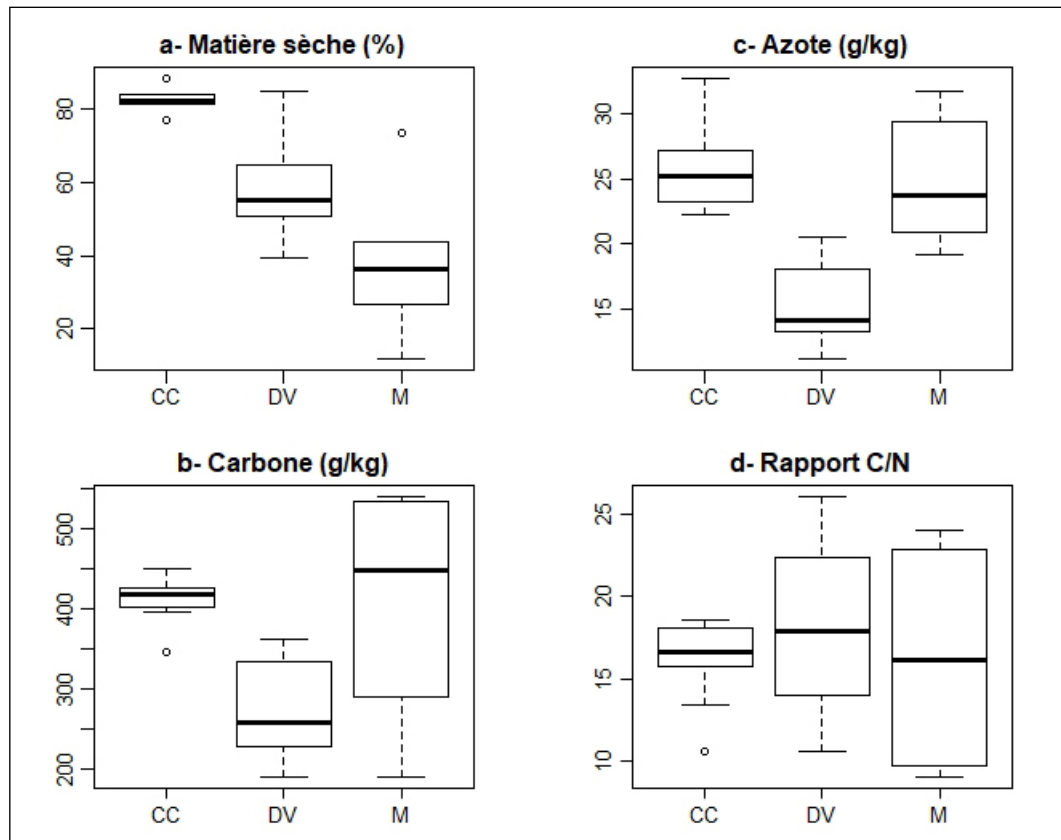 a- Matière sèche (%)
80
60
40
20
CC DV M
c- Azote (g/kg)
30
25
20
15
CC DV M
b- Carbone (g/kg)
500
400
300
200
CC DV M
d- Rapport C/N
25
20
15
10
CC DV M